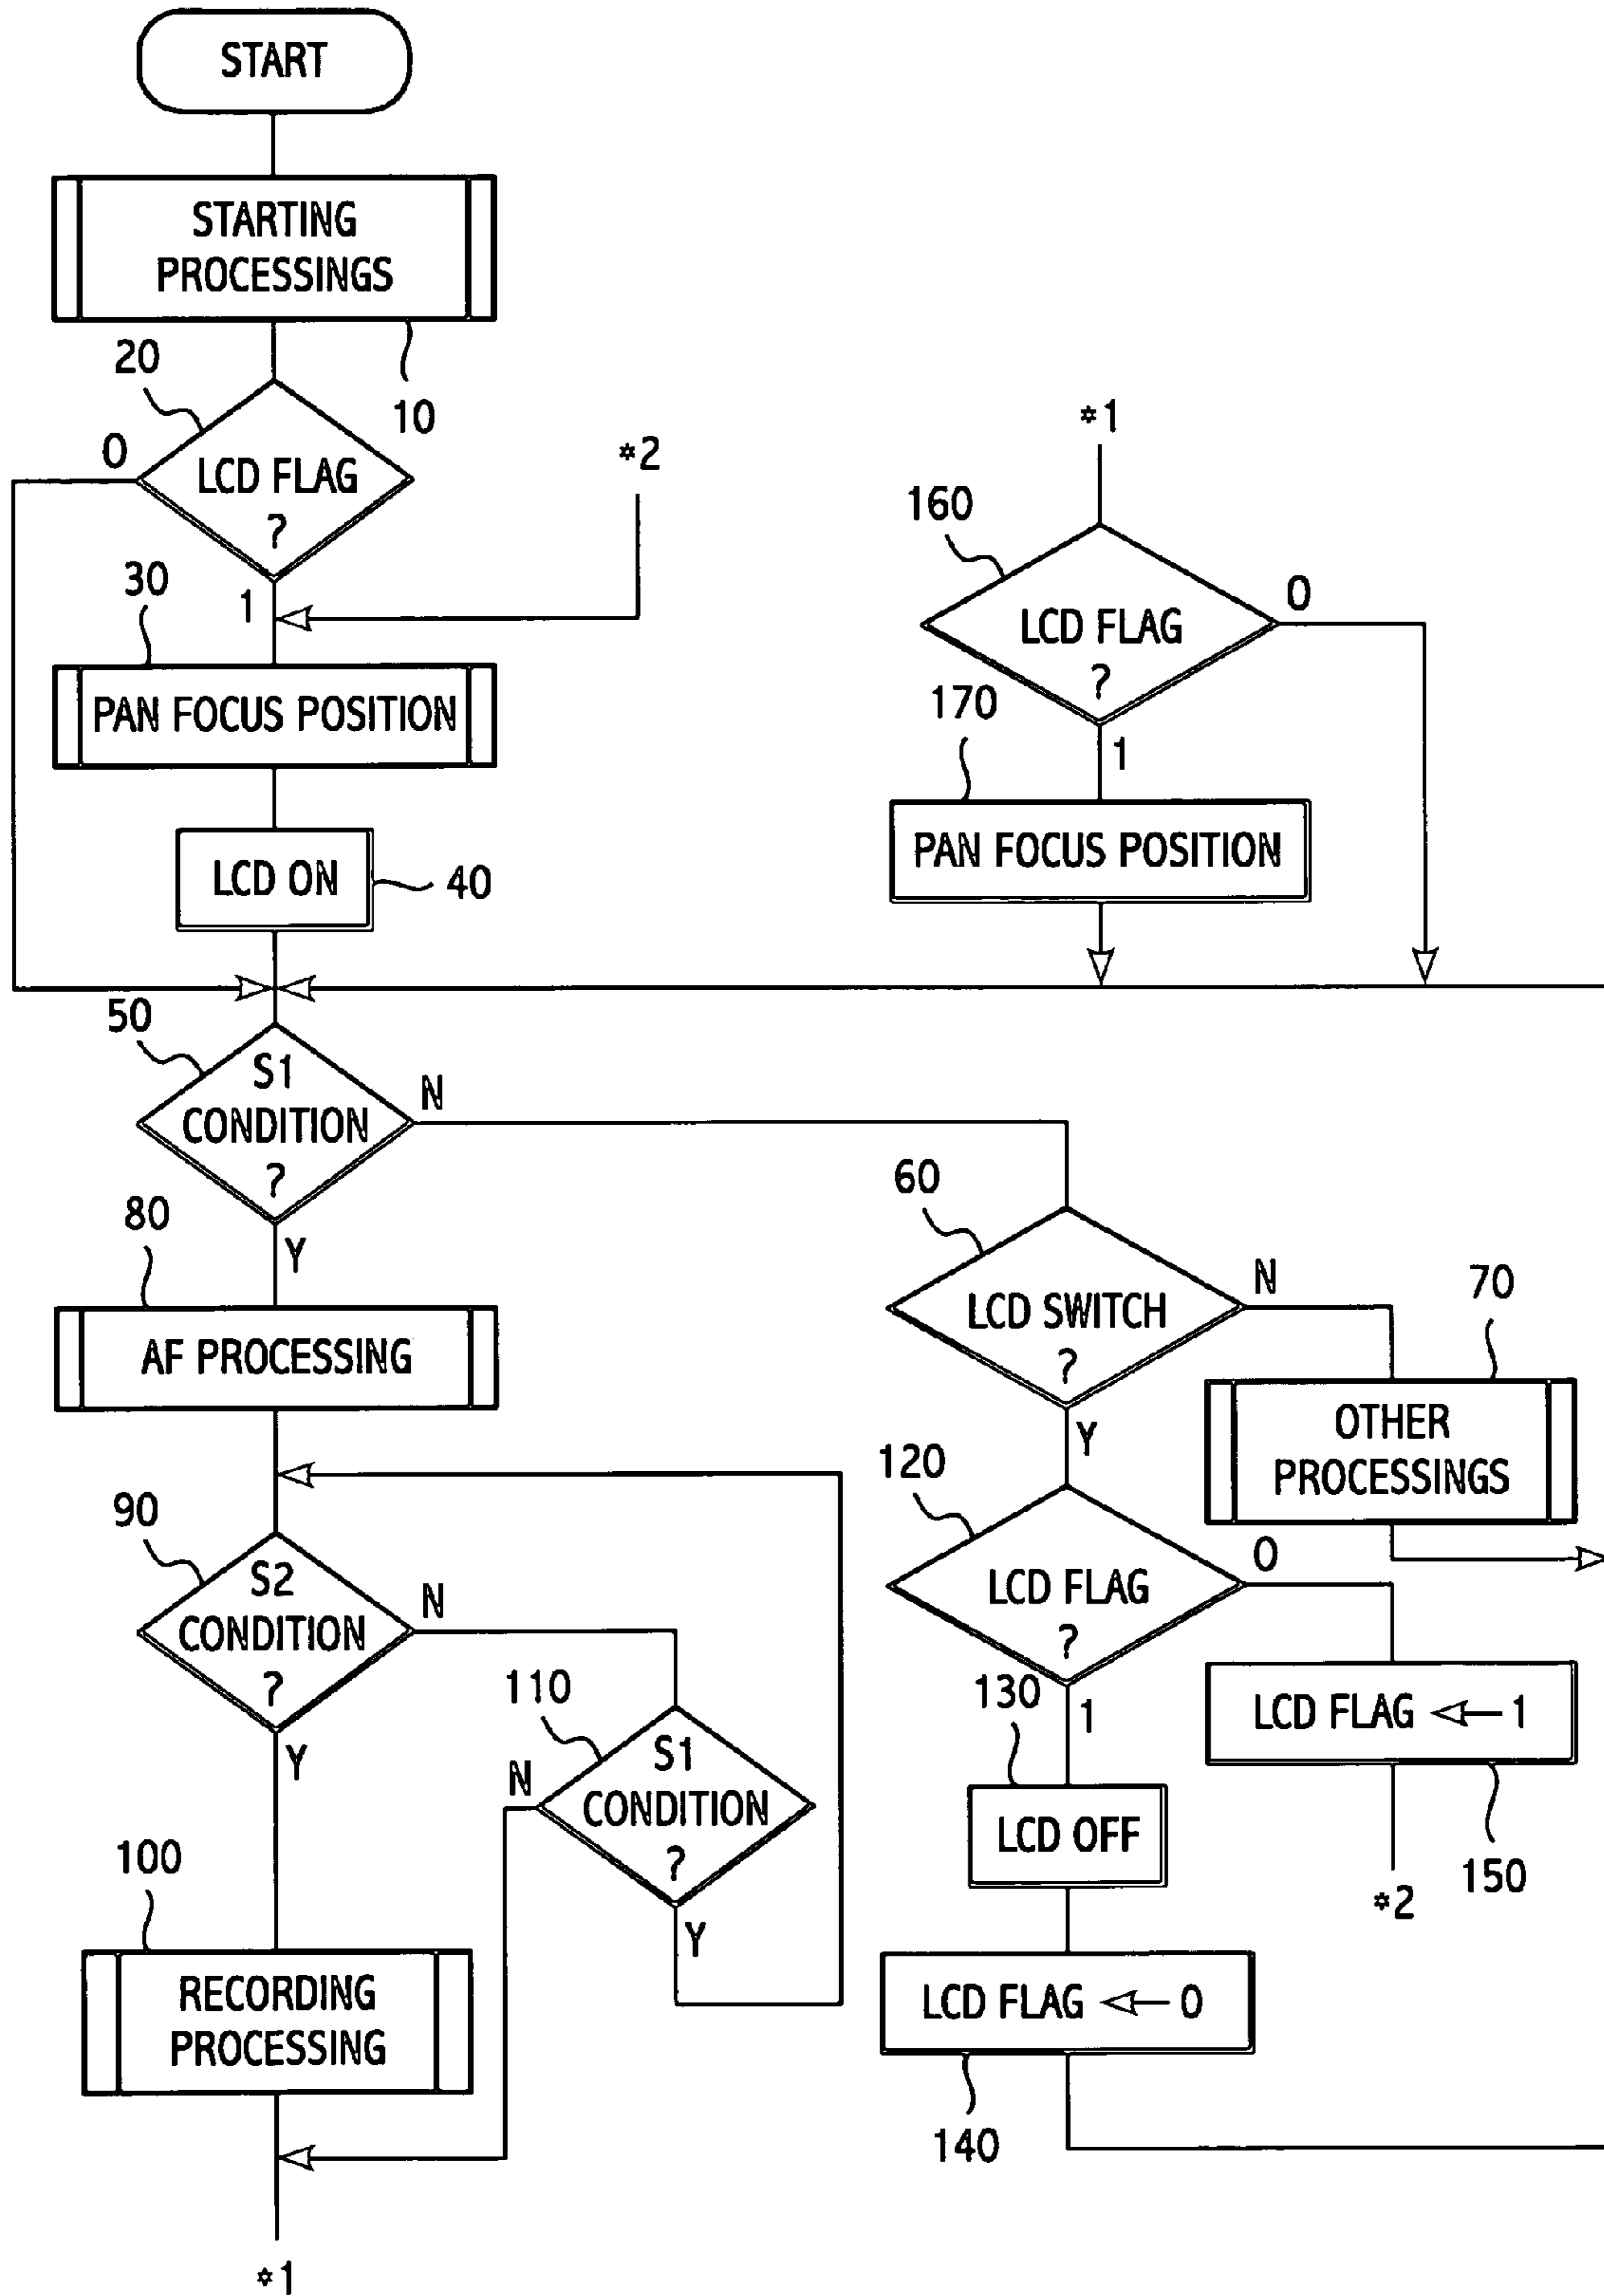 START
STARTING
PROCESSINGS
10
20
0
LCD FLAG
?
1
*2
30
PAN FOCUS POSITION
LCD ON
40
*1
160
LCD FLAG
?
0
1
170
PAN FOCUS POSITION
50
S1
CONDITION
?
N
Y
80
AF PROCESSING
60
LCD SWITCH
?
N
Y
70
OTHER
PROCESSINGS
90
S2
CONDITION
?
N
Y
110
S1
CONDITION
?
N
Y
100
RECORDING
PROCESSING
*1
120
LCD FLAG
?
0
1
130
LCD OFF
LCD FLAG ← 1
150
*2
LCD FLAG ← 0
140